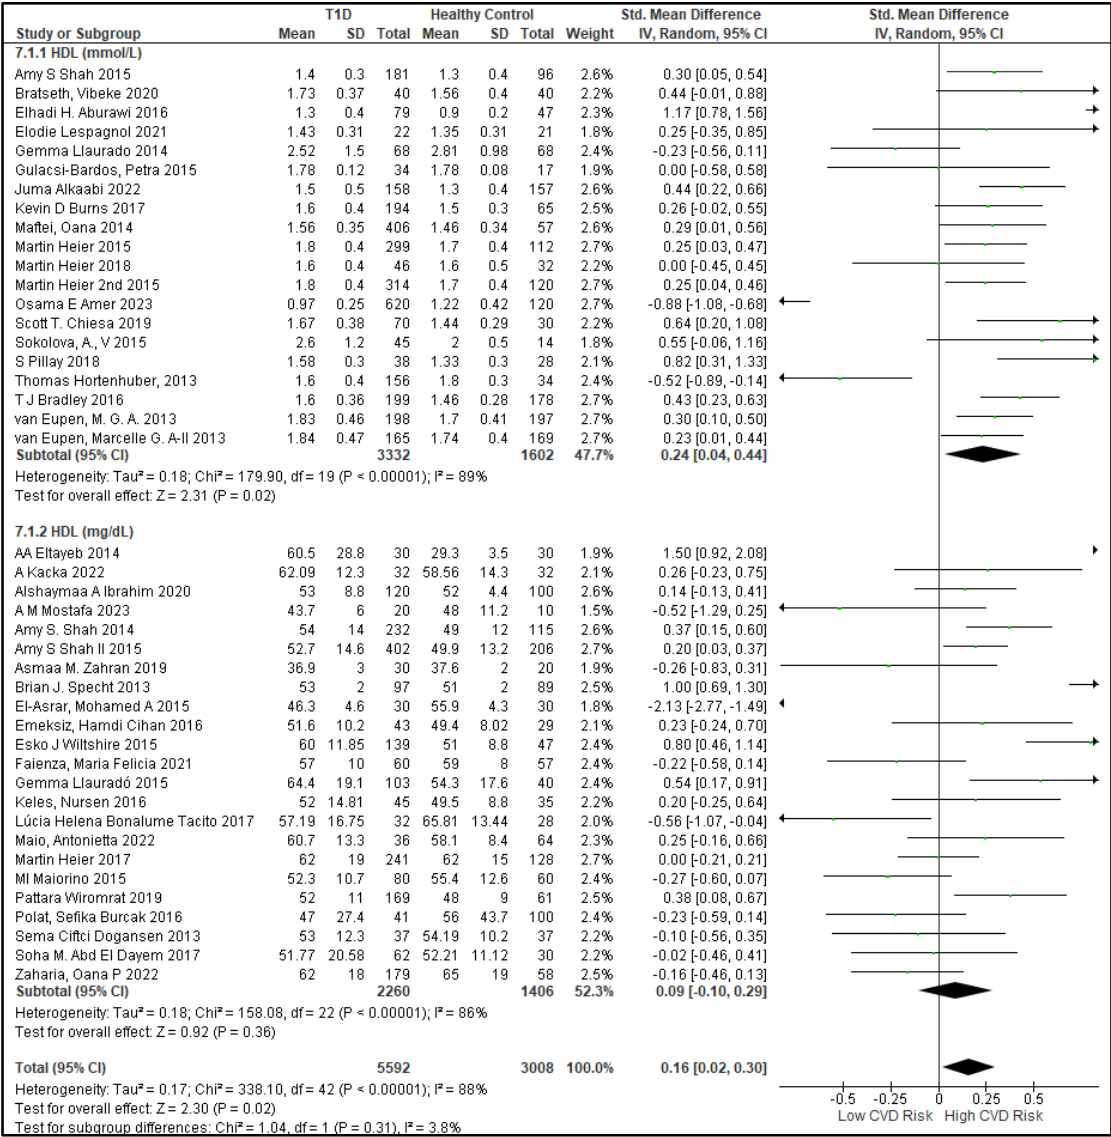 T1D Healthy Control Std. Mean Difference Std. Mean Difference
Study or Subgroup Mean SD Total Mean SD Total Weight IV, Random, 95% CI IV, Random, 95% CI
7.1.1 HDL (mmol/L)
Amy S Shah 2015 1.4 0.3 181 1.3 0.4 96 2.6% 0.30 [0.05, 0.54]
Bratseth, Vibeke 2020 1.73 0.37 40 1.56 0.4 40 2.2% 0.44 [-0.01, 0.88]
Elhadi H. Aburawi 2016 1.3 0.4 79 0.9 0.2 47 2.3% 1.17 [0.78, 1.56]
Elodie Lespagnol 2021 1.43 0.31 22 1.35 0.31 21 1.8% 0.25 [-0.35, 0.85]
Gemma Llaurado 2014 2.52 1.5 68 2.81 0.98 68 2.4% -0.23 [-0.56, 0.11]
Gulacsi-Bardos, Petra 2015 1.78 0.12 34 1.78 0.08 17 1.9% 0.00 [-0.58, 0.58]
Juma Alkaabi 2022 1.5 0.5 158 1.3 0.4 157 2.7% 0.44 [0.22, 0.66]
Kevin D Burns 2017 1.6 0.4 194 1.5 0.3 65 2.5% 0.26 [-0.02, 0.55]
Maftei, Oana 2014 1.56 0.35 406 1.46 0.34 57 2.5% 0.29 [0.01, 0.56]
Martin Heier 2015 1.8 0.4 299 1.7 0.4 112 2.7% 0.25 [0.03, 0.47]
Martin Heier 2018 1.6 0.4 46 1.6 0.5 32 2.2% 0.00 [-0.45, 0.45]
Martin Heier 2nd 2015 1.8 0.4 314 1.7 0.4 120 2.7% 0.25 [0.04, 0.46]
Osama E Amer 2023 0.97 0.25 620 1.22 0.42 120 2.7% -0.88 [-1.08, -0.68]
Scott T. Chiesa 2019 1.67 0.38 70 1.44 0.29 30 2.2% 0.64 [0.20, 1.08]
Sokolova, A., V 2015 2.6 1.2 45 2 0.5 14 1.8% 0.55 [-0.06, 1.16]
S Pillay 2018 1.58 0.3 38 1.33 0.3 28 2.1% 0.82 [0.31, 1.33]
Thomas Hortenhuber, 2013 1.6 0.4 156 1.8 0.3 34 2.4% -0.52 [-0.89, -0.14]
T J Bradley 2016 1.6 0.36 199 1.46 0.28 178 2.7% 0.43 [0.23, 0.63]
van Eupen, M. G. A. 2013 1.83 0.46 198 1.7 0.41 197 2.7% 0.30 [0.10, 0.50]
van Eupen, Marcelle G. A-II 2013 1.84 0.47 165 1.74 0.4 169 2.7% 0.23 [0.01, 0.44]
Subtotal (95% CI) 3332 1602 47.7% 0.24 [0.04, 0.44]
Heterogeneity: Tau² = 0.18; Chi² = 179.90, df = 19 (P < 0.00001); I² = 89%
Test for overall effect: Z = 2.31 (P = 0.02)
7.1.2 HDL (mg/dL)
AA Eltayeb 2014 60.5 28.8 30 29.3 3.5 30 1.9% 1.50 [0.92, 2.08]
A Kacka 2022 62.09 12.3 32 58.56 14.3 32 2.1% 0.26 [-0.23, 0.75]
Alshaymaa A Ibrahim 2020 53 8.8 120 52 4.4 100 2.6% 0.14 [-0.13, 0.41]
A M Mostafa 2023 43.7 6 20 48 11.2 10 1.5% -0.52 [-1.29, 0.25]
Amy S. Shah 2014 54 14 232 49 12 115 2.6% 0.37 [0.15, 0.60]
Amy S Shah II 2015 52.7 14.6 402 49.9 13.2 206 2.8% 0.20 [0.03, 0.37]
Asmaa M. Zahran 2019 36.9 3 30 37.6 2 20 1.9% -0.26 [-0.83, 0.31]
Brian J. Specht 2013 53 2 97 51 2 89 2.5% 1.00 [0.69, 1.30]
El-Asrar, Mohamed A 2015 46.3 4.6 30 55.9 4.3 30 1.8% -2.13 [-2.77, -1.49]
Emeksiz, Hamdi Cihan 2016 51.6 10.2 43 49.4 8.02 29 2.1% 0.23 [-0.24, 0.70]
Esko J Wiltshire 2015 60 11.85 139 51 8.8 47 2.4% 0.80 [0.46, 1.14]
Faienza, Maria Felicia 2021 57 10 60 59 8 57 2.4% -0.22 [-0.58, 0.14]
Gemma Llauradó 2015 64.4 19.1 103 54.3 17.6 40 2.4% 0.54 [0.17, 0.91]
Keles, Nursen 2016 52 14.81 45 49.5 8.8 35 2.2% 0.20 [-0.25, 0.64]
Lúcia Helena Bonalume Tacito 2017 57.19 16.75 32 65.81 13.44 28 2.0% -0.56 [-1.07, -0.04]
Maio, Antonietta 2022 60.7 13.3 36 58.1 8.4 64 2.3% 0.25 [-0.16, 0.66]
Martin Heier 2017 62 19 241 62 15 128 2.7% 0.00 [-0.21, 0.21]
MI Maiorino 2015 52.3 10.7 80 55.4 12.6 60 2.4% -0.27 [-0.60, 0.07]
Pattara Wiromrat 2019 52 11 169 48 9 61 2.5% 0.38 [0.08, 0.67]
Polat, Sefika Burcak 2016 47 27.4 41 56 43.7 100 2.4% -0.23 [-0.59, 0.14]
Sema Ciftci Dogansen 2013 53 12.3 37 54.19 10.2 37 2.2% -0.10 [-0.56, 0.35]
Soha M. Abd El Dayem 2017 51.77 20.58 62 52.21 11.12 30 2.2% -0.02 [-0.46, 0.41]
Zaharia, Oana P 2022 62 18 179 65 19 58 2.5% -0.16 [-0.46, 0.13]
Subtotal (95% CI) 2260 1406 52.3% 0.09 [-0.10, 0.29]
Heterogeneity: Tau² = 0.18; Chi² = 158.08, df = 22 (P < 0.00001); I² = 86%
Test for overall effect: Z = 0.92 (P = 0.36)
Total (95% CI) 5592 3008 100.0% 0.16 [0.02, 0.30]
Heterogeneity: Tau² = 0.17; Chi² = 338.10, df = 42 (P < 0.00001); I² = 88%
Test for overall effect: Z = 2.30 (P = 0.02)
Test for subgroup differences: Chi² = 1.04, df = 1 (P = 0.31), I² = 3.8%
-0.5 -0.25 0 0.25 0.5
Low CVD Risk High CVD Risk